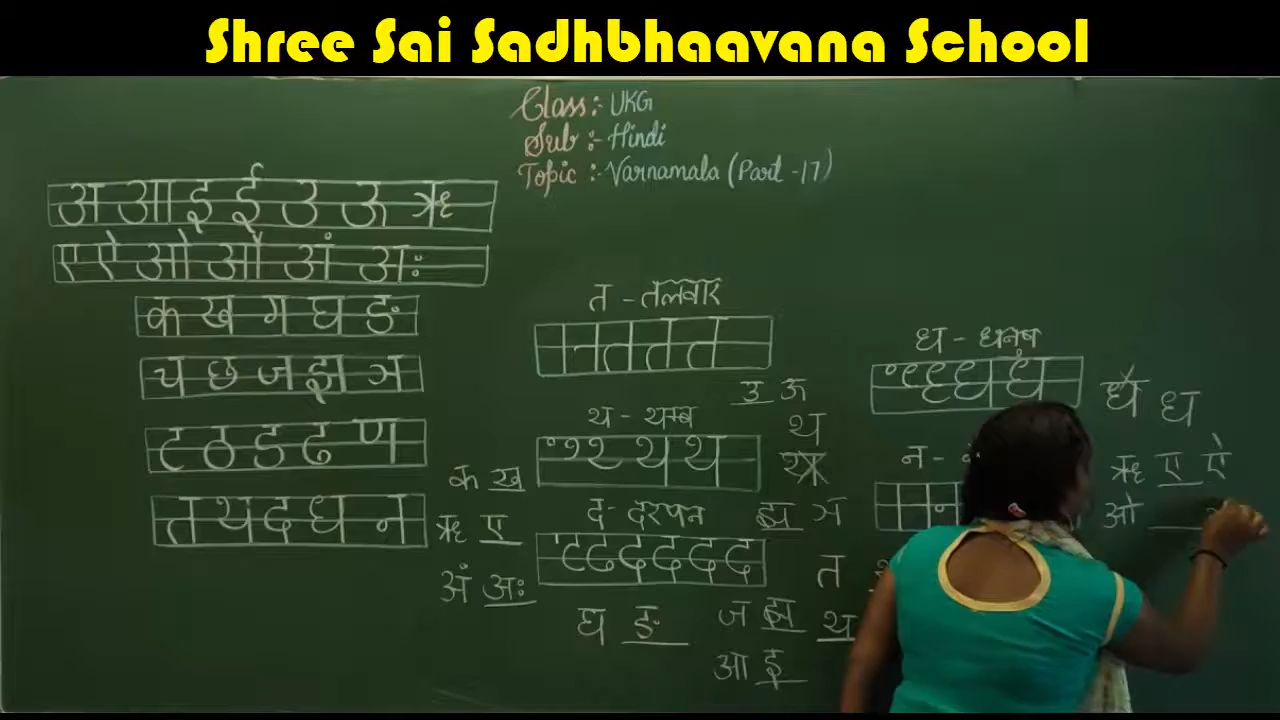 Shree Sai Sadhbhaavana School
Class:- UKG
Sub:- Hindi
Topic:- Varnamala (Part-17)
अ आ इ ई उ ऊ ऋ
ए ऐ ओ औ अं अः
क ख ग घ ङ
च छ ज झ ञ
ट ठ ड ढ ण
त थ द ध न
त - तलवार
त त त
उ ऊ
थ - थम्ब
थ थ
थ
क ख
द - दरपन
द द द द
ऋ ए
अं अः
घ ङ
झ ञ
त
ज झ
थ
आ इ
ध - धनुष
ध ध
ध
न -
ऋ ए ऐ
ओ